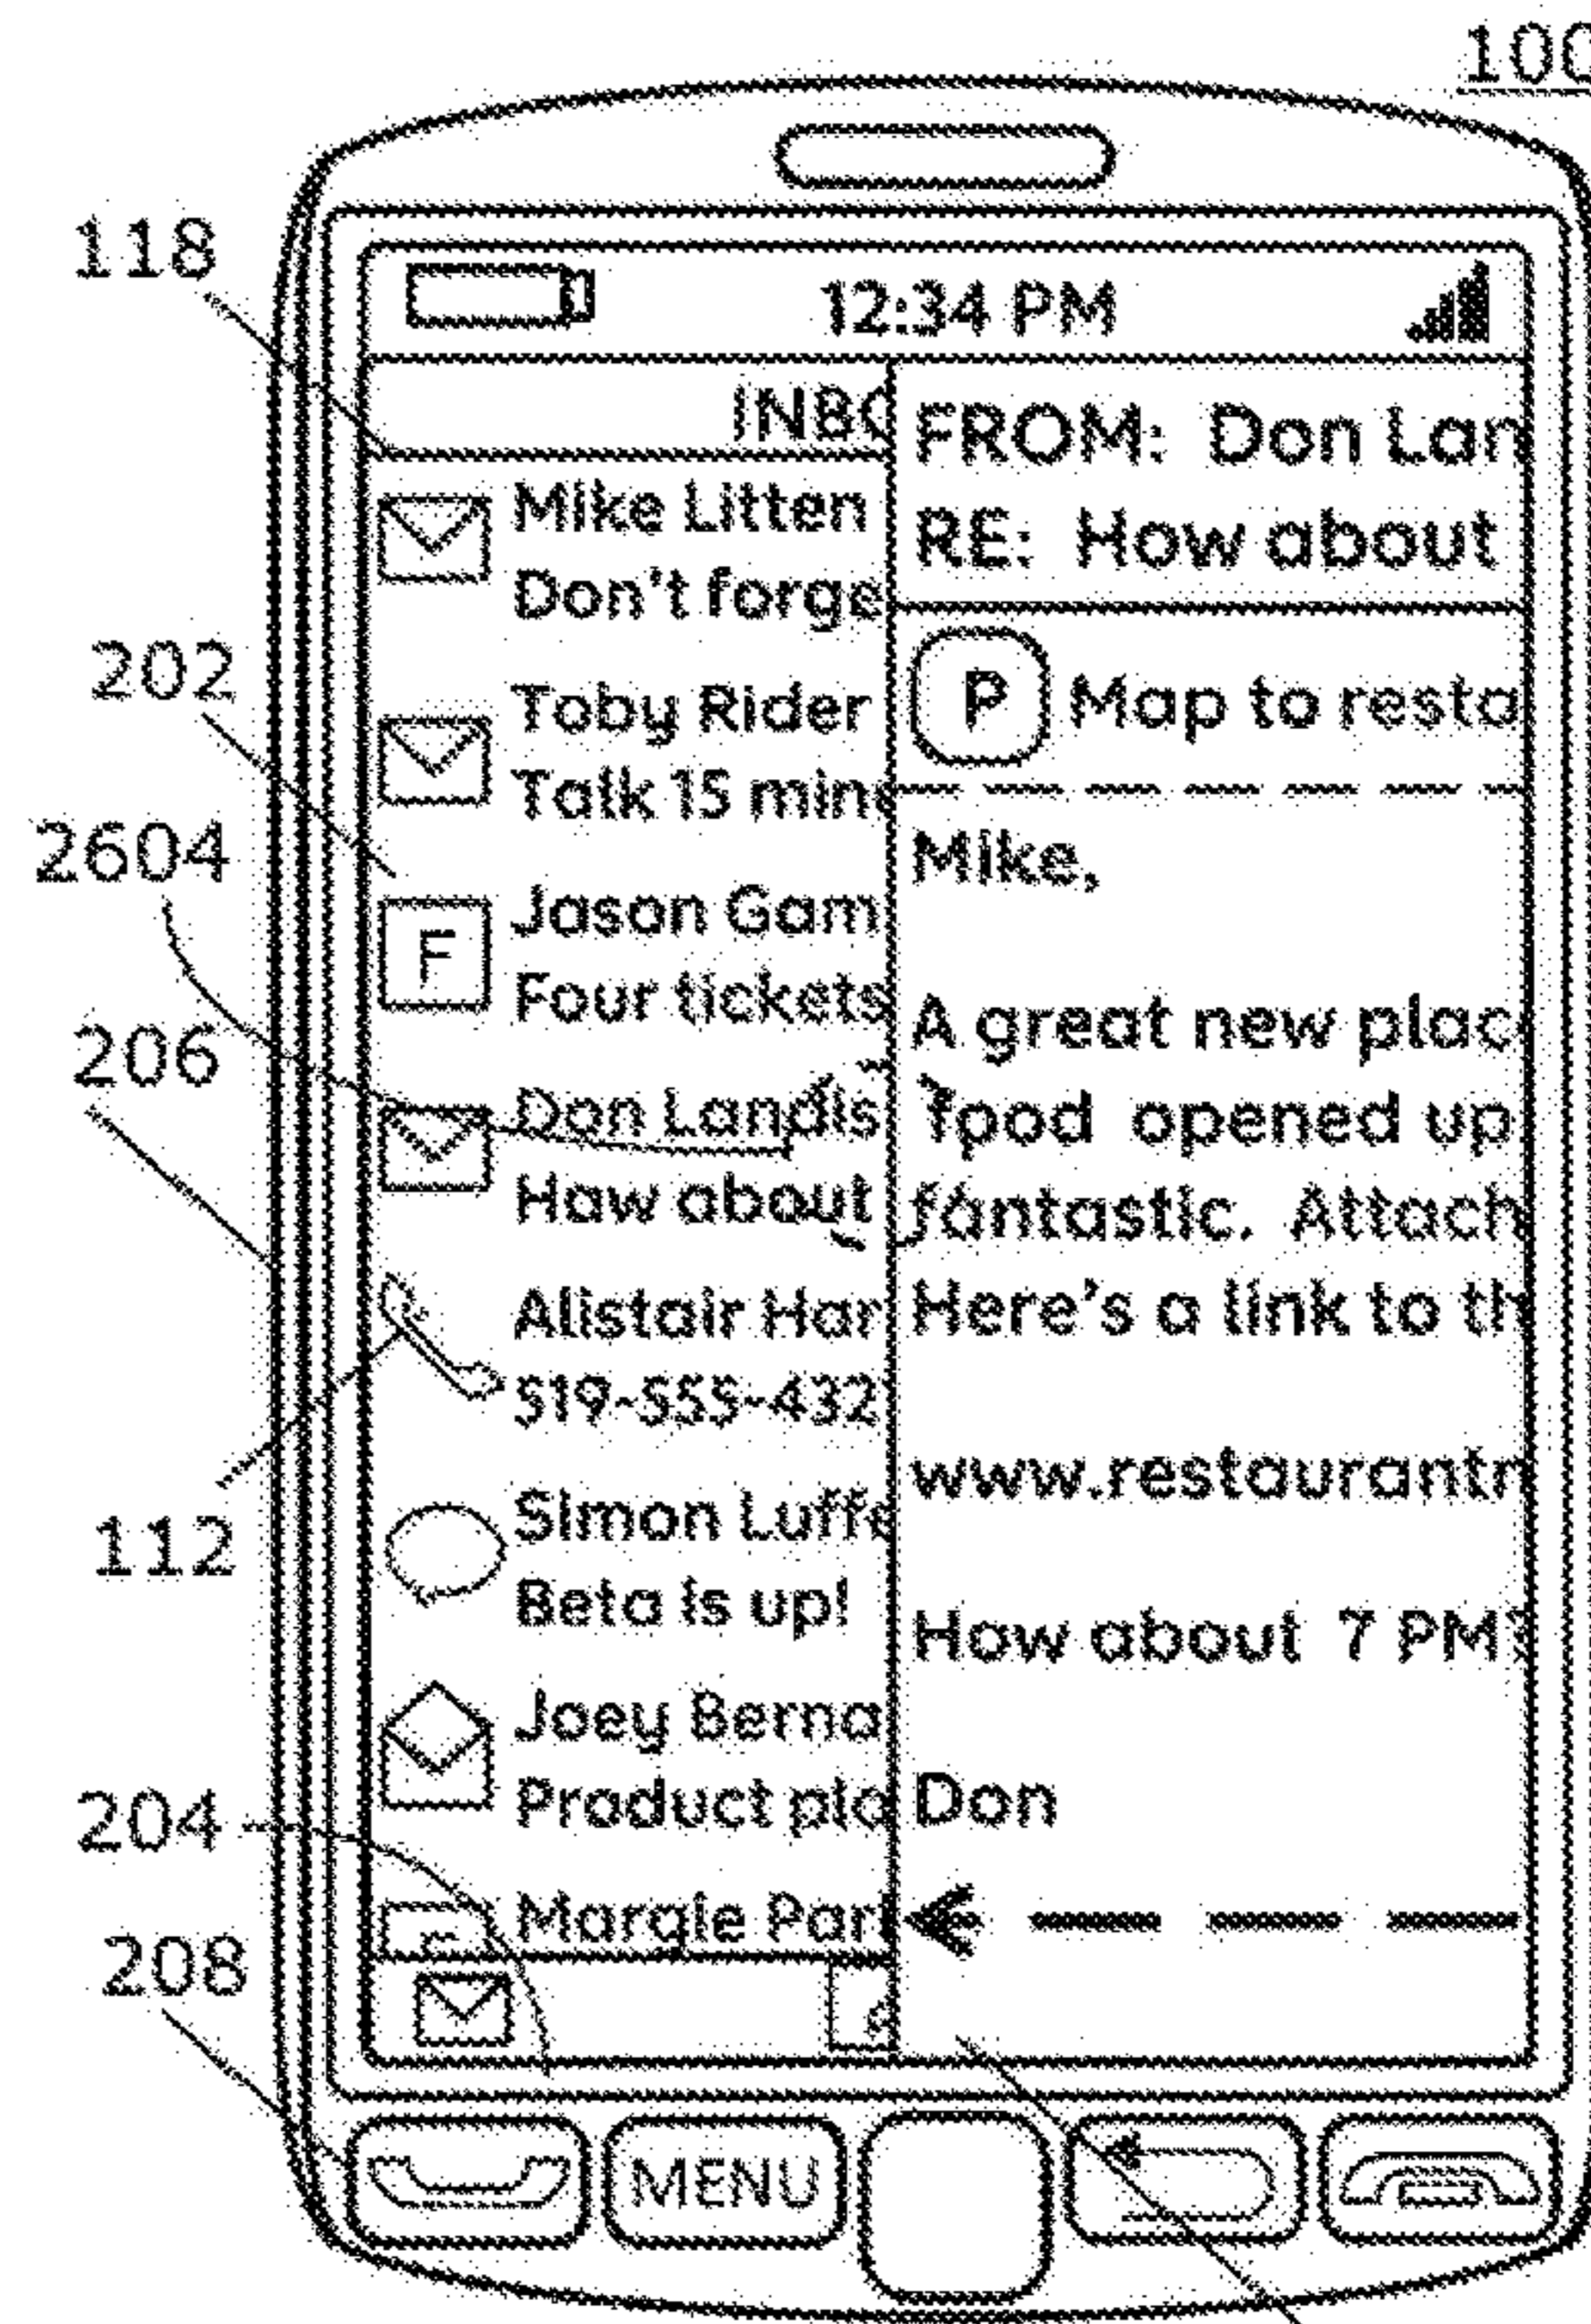 100
118
202
2604
206
112
204
208
12:34 PM
INBO
Mike Litten
Don't forge
Toby Rider
Talk 15 minu
F
Jason Gam
Four tickets
Don Landis
How about
Alistair Har
519-555-432
Simon Luffe
Beta is up!
Joey Berna
Product pla
Margie Par
FROM: Don Lan
RE: How about
P Map to resta
Mike,
A great new plac
food opened up
fantastic. Attach
Here's a link to th
www.restaurantr
How about 7 PM?
Don
MENU